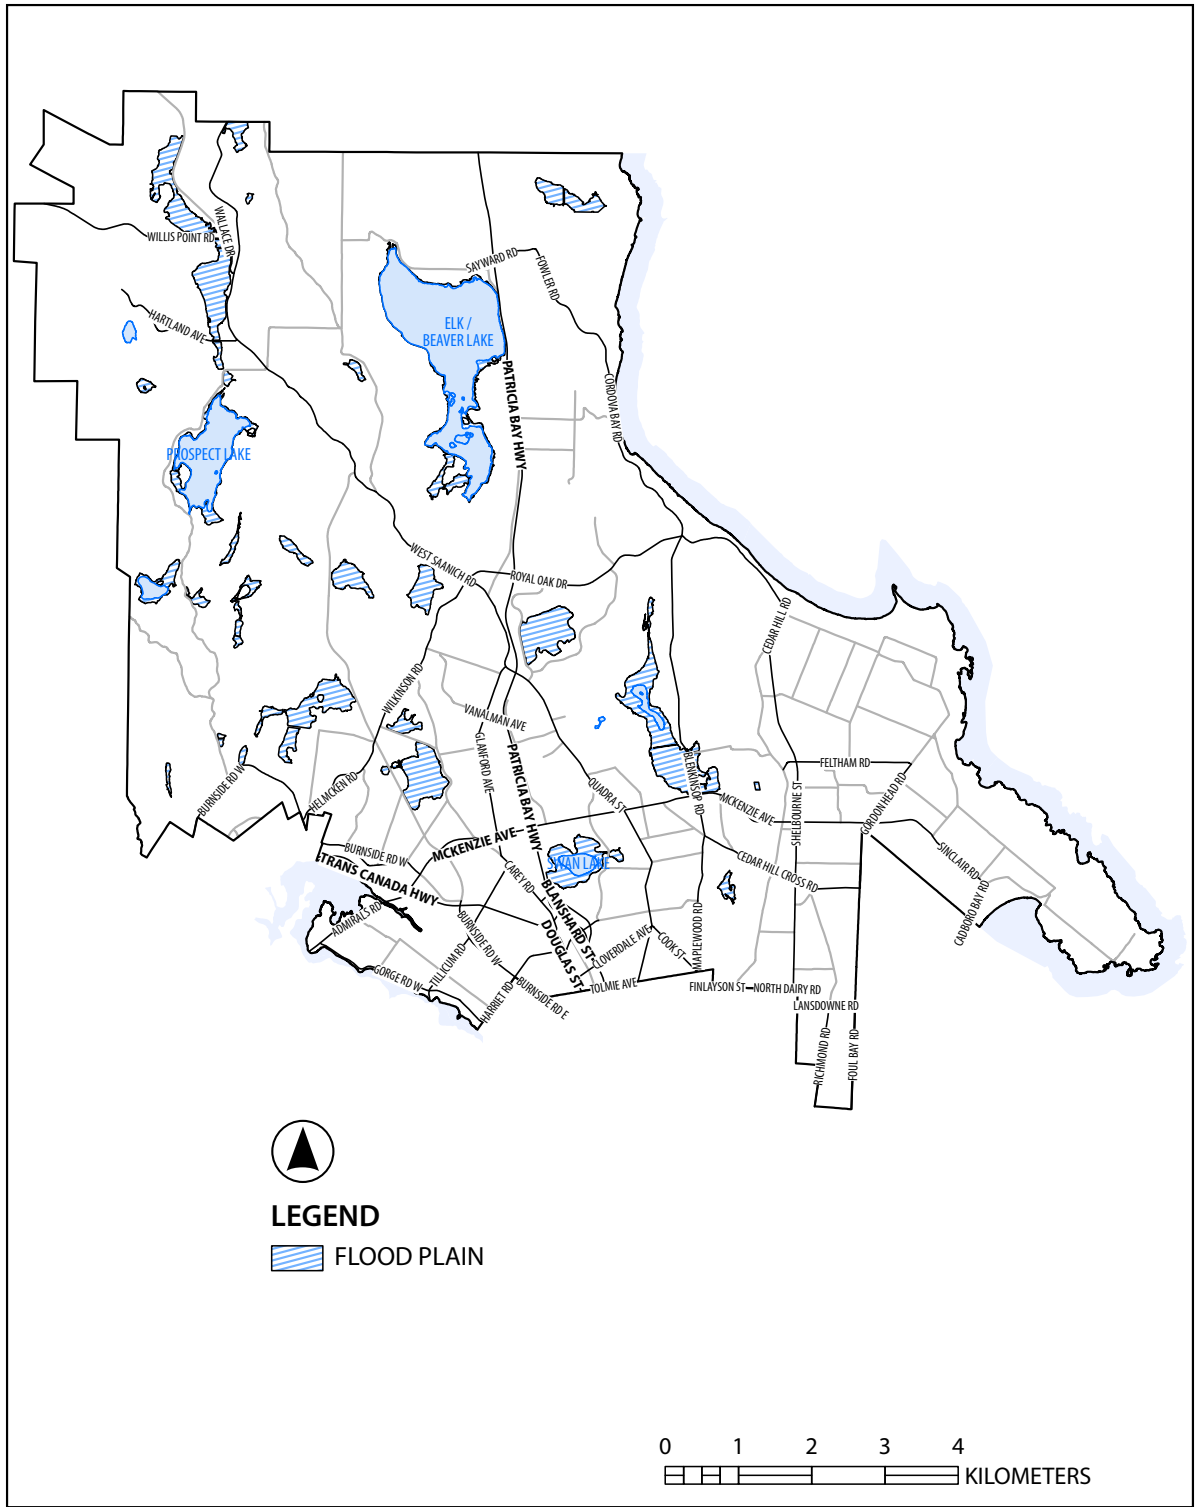 WILLIS POINT RD
WALLACE DR
SAYWARD RD
FOWLER RD
HARTLAND AVE
ELK /
BEAVER LAKE
PATRICIA BAY HWY
CORDOVA BAY RD
PROSPECT LAKE
WEST SAANICH RD
ROYAL OAK DR
CEDAR HILL RD
WILKINSON RD
VANALMAN AVE
GLANFORD AVE
PATRICIA BAY HWY
QUADRA ST
BLENKINSOP RD
FELTHAM RD
BURNSIDE RD W
HELMCKEN RD
MCKENZIE AVE
SHELBOURNE ST
GORDON HEAD RD
MCKENZIE AVE
BURNSIDE RD W
TRANS CANADA HWY
CAREY RD
SWAN LAKE
CEDAR HILL CROSS RD
SINCLAIR RD
CADBORO BAY RD
ADMIRALS RD
BLANSHARD ST
DOUGLAS ST
BURNSIDE RD W
TILLICUM RD
CLOVERDALE AVE
COOK ST
MAPLEWOOD RD
GORGE RD W
HARRIET RD
BURNSIDE RD E
TOLMIE AVE
FINLAYSON ST
NORTH DAIRY RD
LANSDOWNE RD
RICHMOND RD
FOUL BAY RD
LEGEND
FLOOD PLAIN
0 1 2 3 4
KILOMETERS